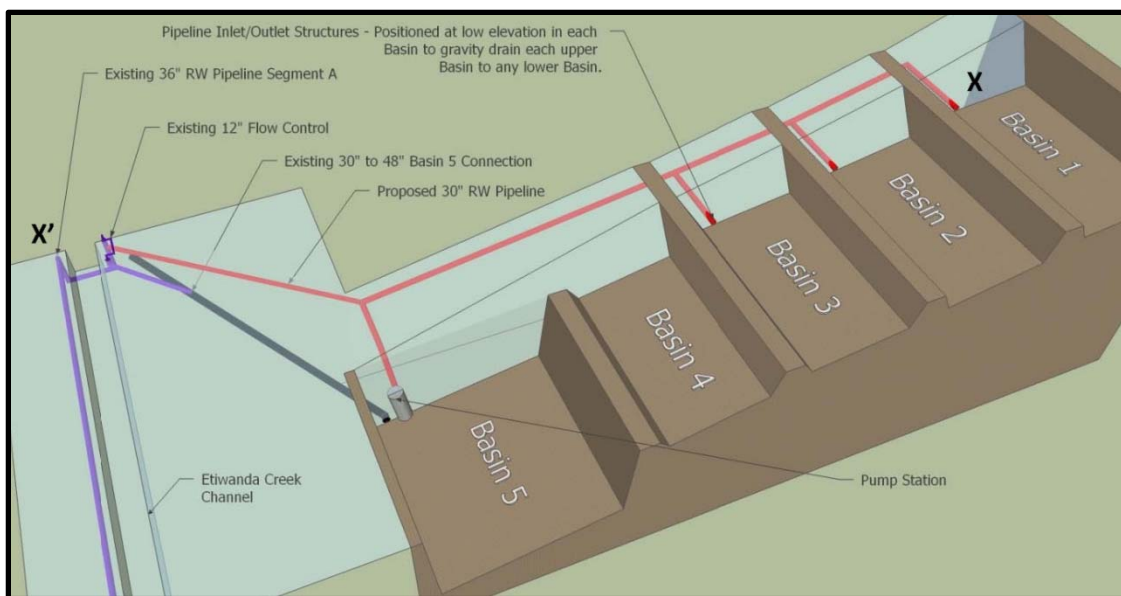 Pipeline Inlet/Outlet Structures - Positioned at low elevation in each
Basin to gravity drain each upper
Basin to any lower Basin.
Existing 36" RW Pipeline Segment A
Existing 12" Flow Control
Existing 30" to 48" Basin 5 Connection
Proposed 30" RW Pipeline
X
X'
Basin 1
Basin 2
Basin 3
Basin 4
Basin 5
Etiwanda Creek
Channel
Pump Station